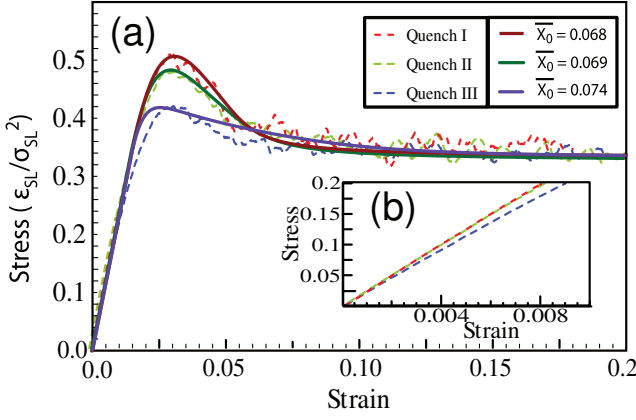 (a)
Quench I
Quench II
Quench III
X̅₀ = 0.068
X̅₀ = 0.069
X̅₀ = 0.074
Stress ( ε_SL/σ_SL²)
0.5
0.4
0.3
0.2
0.1
0.0
0.0 0.05 0.10 0.15 0.2
Strain
(b)
Stress
0.2
0.15
0.1
0.05
0.004 0.008
Strain